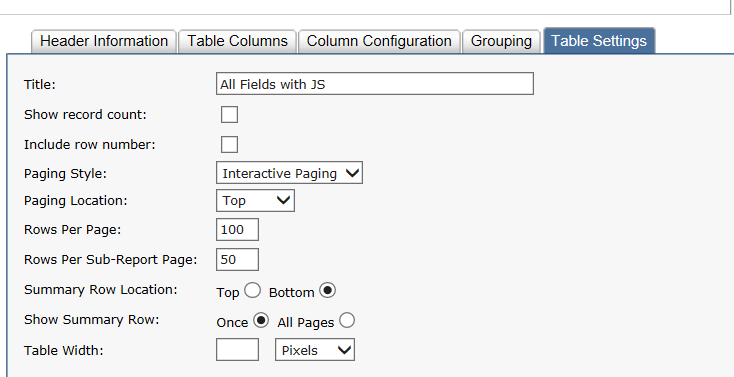 Header Information Table Columns Column Configuration Grouping Table Settings
Title: All Fields with JS
Show record count:
Include row number:
Paging Style: Interactive Paging
Paging Location: Top
Rows Per Page: 100
Rows Per Sub-Report Page: 50
Summary Row Location: Top Bottom
Show Summary Row: Once All Pages
Table Width: Pixels